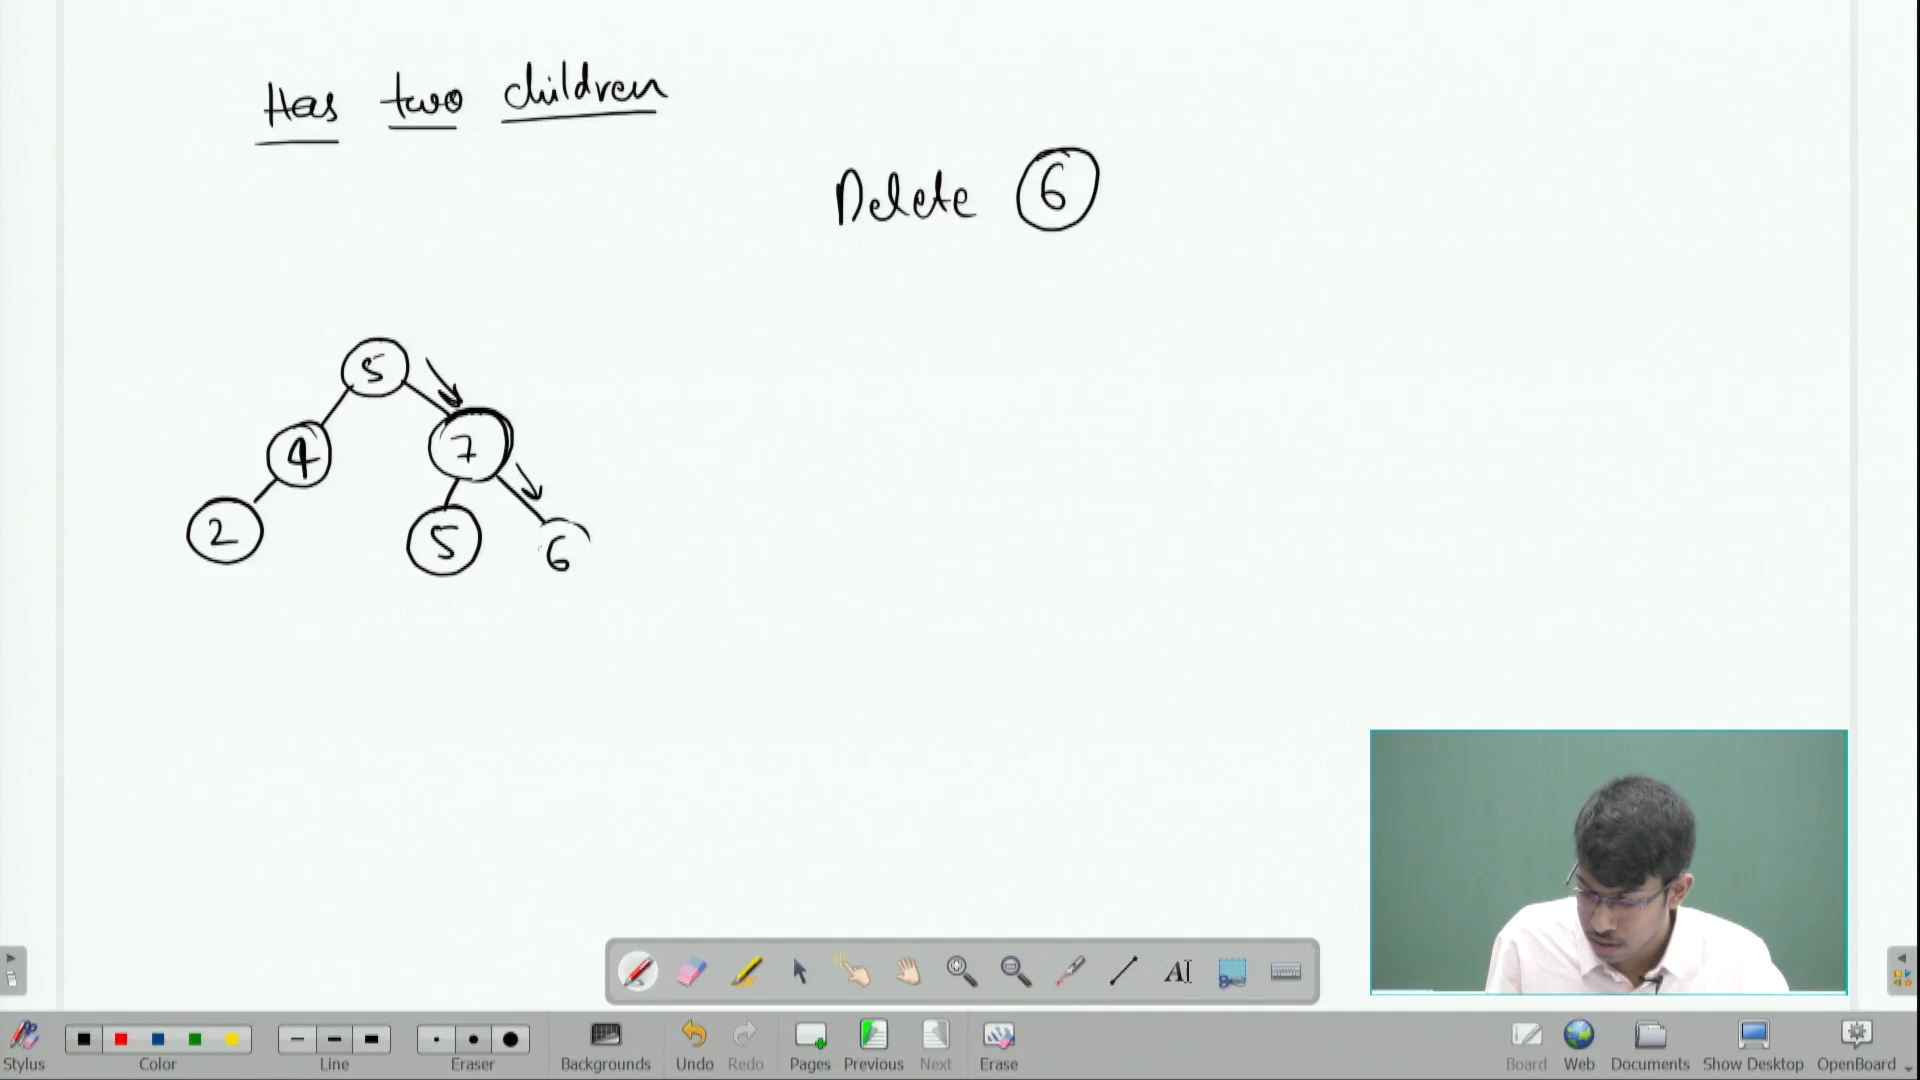 Has two children
Delete 6
5
4 7
2 5 6
AI
Stylus Color Line Eraser Backgrounds Undo Redo Pages Previous Next Erase Board Web Documents Show Desktop OpenBoard